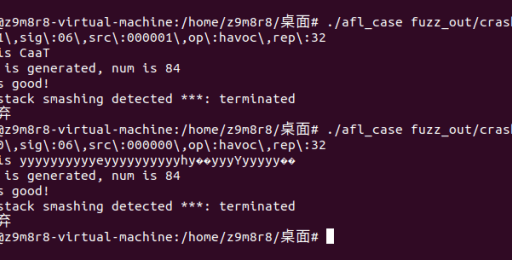 @z9m8r8-virtual-machine:/home/z9m8r8/桌面# ./afl_case fuzz_out/crash
1\,sig\:06\,src\:000001\,op\:havoc\,rep\:32
is CaaT
 is generated, num is 84
s good!
stack smashing detected ***: terminated
弃
@z9m8r8-virtual-machine:/home/z9m8r8/桌面# ./afl_case fuzz_out/crash
0\,sig\:06\,src\:000000\,op\:havoc\,rep\:32
is yyyyyyyyyyeyyyyyyyyyyhy��yyyYyyyyy��
 is generated, num is 84
s good!
stack smashing detected ***: terminated
弃
@z9m8r8-virtual-machine:/home/z9m8r8/桌面#